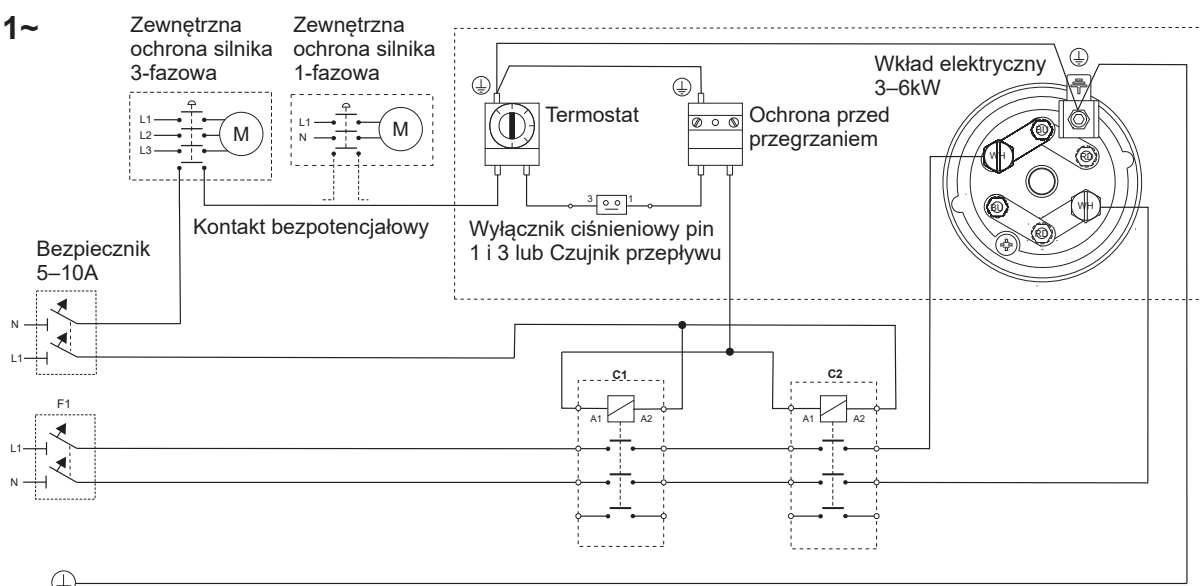 1~
Zewnętrzna
ochrona silnika
3-fazowa
Zewnętrzna
ochrona silnika
1-fazowa
L1
L2
L3
M
L1
N
M
Kontakt bezpotencjałowy
Termostat
Ochrona przed
przegrzaniem
Wkład elektryczny
3–6kW
3
1
Wyłącznik ciśnieniowy pin
1 i 3 lub Czujnik przepływu
BU
WH
RD
BU
WH
RD
Bezpiecznik
5–10A
N
L1
F1
L1
N
C1
A1
A2
C2
A1
A2